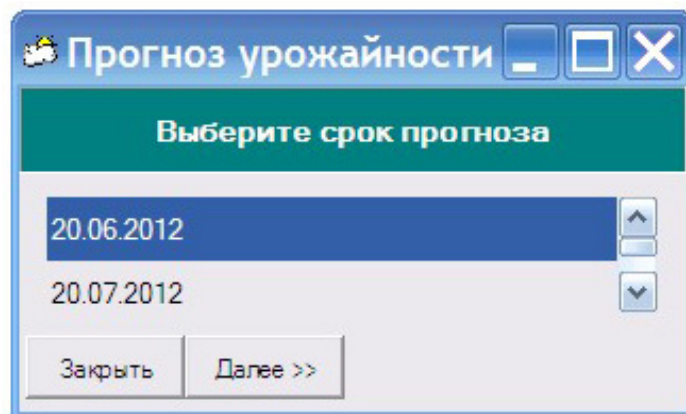 Прогноз урожайности
Выберите срок прогноза
20.06.2012
20.07.2012
Закрыть Далее >>